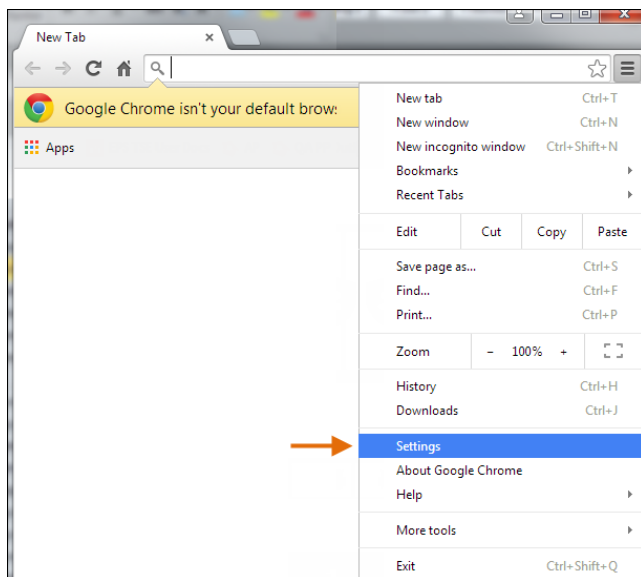 New Tab
Google Chrome isn't your default brow
Apps
New tab Ctrl+T
New window Ctrl+N
New incognito window Ctrl+Shift+N
Bookmarks
Recent Tabs
Edit Cut Copy Paste
Save page as... Ctrl+S
Find... Ctrl+F
Print... Ctrl+P
Zoom - 100% +
History Ctrl+H
Downloads Ctrl+J
Settings
About Google Chrome
Help
More tools
Exit Ctrl+Shift+Q